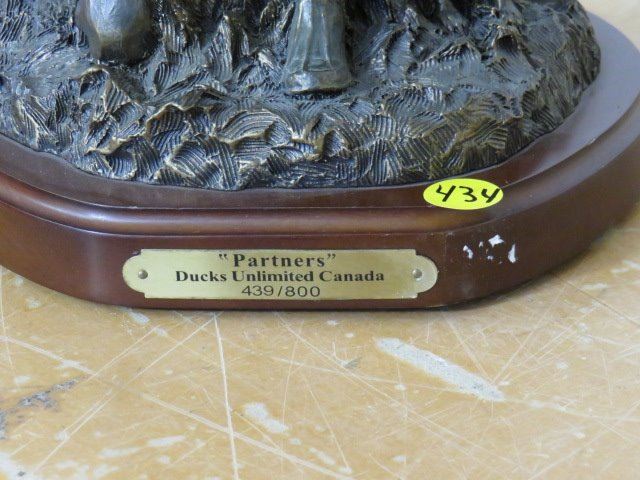 434
"Partners"
Ducks Unlimited Canada
439/800